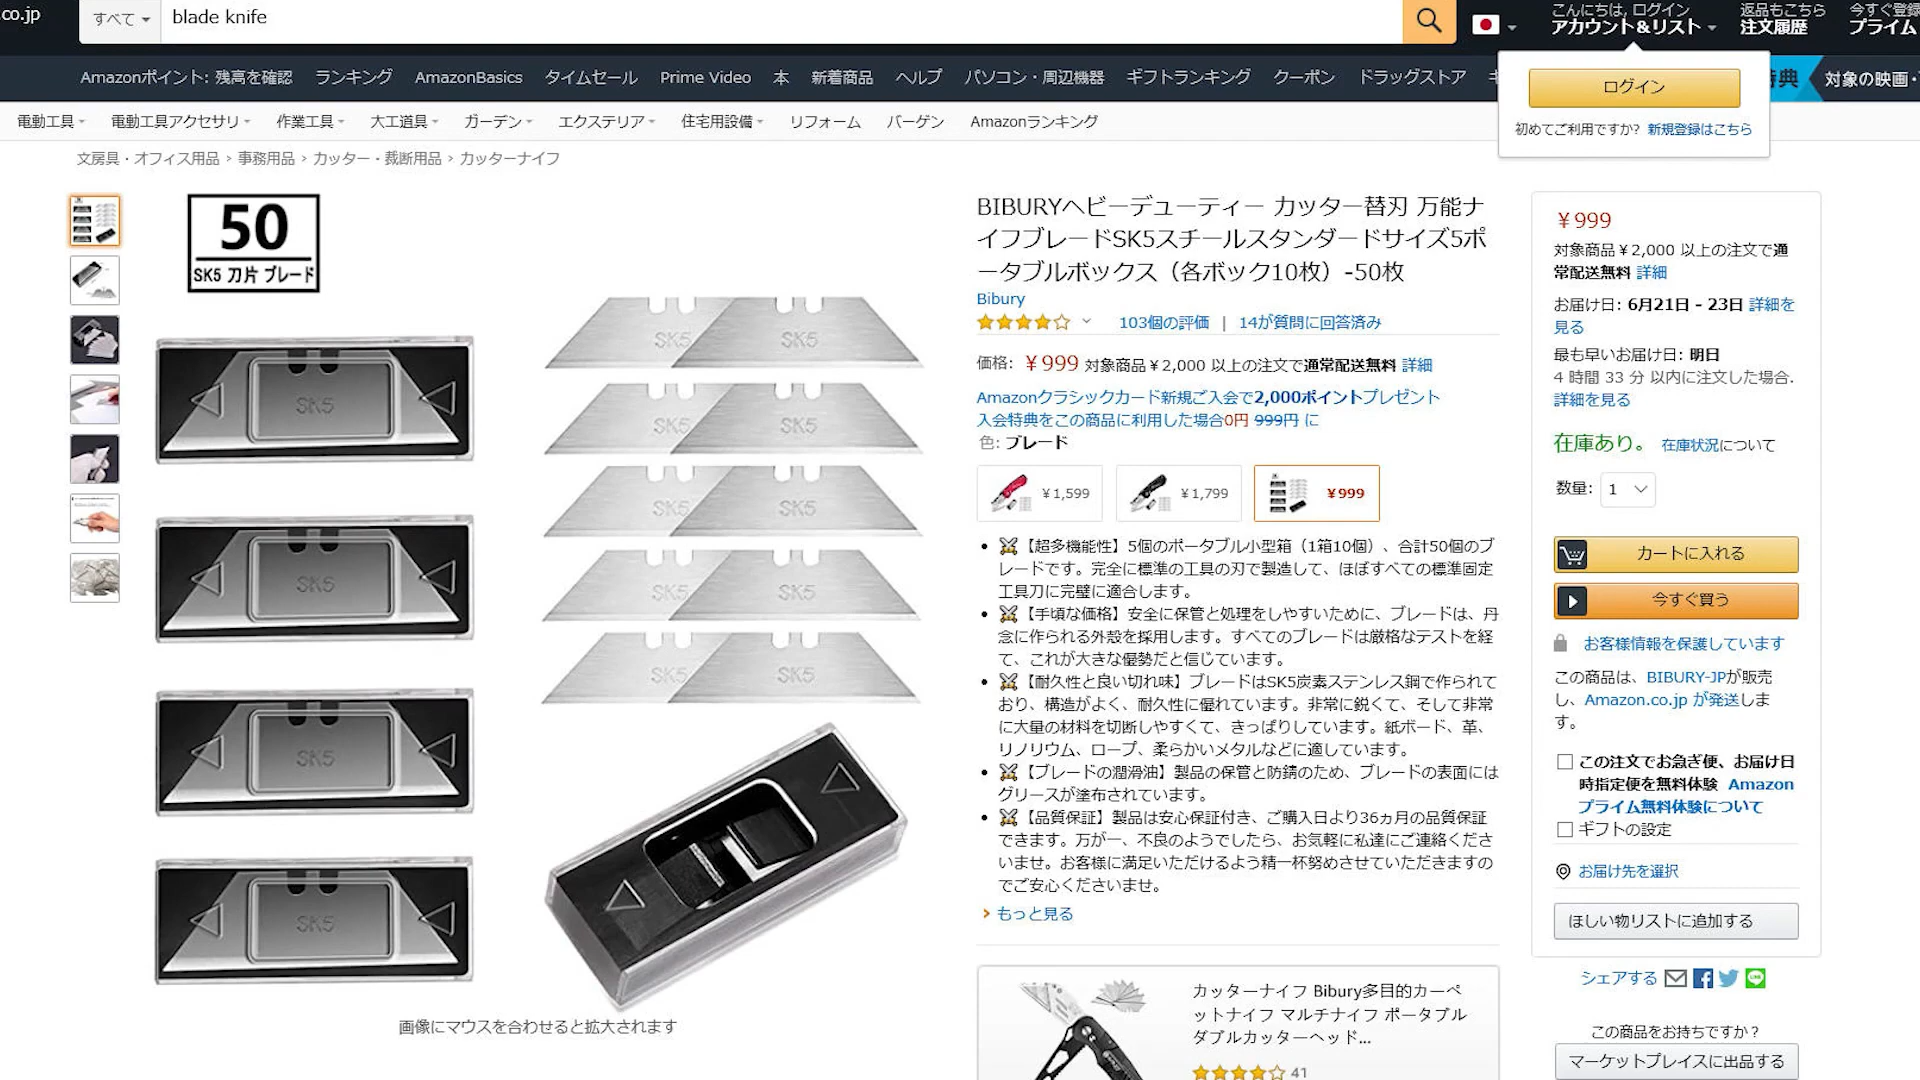 .co.jp
すべて
blade knife
こんにちは, ログイン
アカウント&リスト
返品もこちら
注文履歴
今すぐ登録
プライム
Amazonポイント: 残高を確認 ランキング AmazonBasics タイムセール Prime Video 本 新着商品 ヘルプ パソコン・周辺機器 ギフトランキング クーポン ドラッグストア
特典 対象の映画・
ログイン
初めてご利用ですか? 新規登録はこちら
電動工具 電動工具アクセサリ 作業工具 大工道具 ガーデン エクステリア 住宅用設備 リフォーム バーゲン Amazonランキング
文房具・オフィス用品 › 事務用品 › カッター・裁断用品 › カッターナイフ
50
SK5 刀片 ブレード
SK5 SK5
SK5 SK5
SK5 SK5
SK5 SK5
SK5 SK5
SK5
SK5
SK5
SK5
画像にマウスを合わせると拡大されます
BIBURYヘビーデューティー カッター替刃 万能ナ
イフブレードSK5スチールスタンダードサイズ5ポ
ータブルボックス（各ボック10枚）-50枚
Bibury
103個の評価 | 14が質問に回答済み
価格: ￥999 対象商品￥2,000 以上の注文で通常配送無料 詳細
Amazonクラシックカード新規ご入会で2,000ポイントプレゼント
入会特典をこの商品に利用した場合0円 999円 に
色: ブレード
￥1,599
￥1,799
￥999
• 【超多機能性】5個のポータブル小型箱（1箱10個）、合計50個のブ
レードです。完全に標準の工具の刃で製造して、ほぼすべての標準固定
工具刀に完璧に適合します。
• 【手頃な価格】安全に保管と処理をしやすいために、ブレードは、丹
念に作られる外殻を採用します。すべてのブレードは厳格なテストを経
て、これが大きな優勢だと信じています。
• 【耐久性と良い切れ味】ブレードはSK5炭素ステンレス鋼で作られて
おり、構造がよく、耐久性に優れています。非常に鋭くて、そして非常
に大量の材料を切断しやすくて、きっぱりしています。紙ボード、革、
リノリウム、ロープ、柔らかいメタルなどに適しています。
• 【ブレードの潤滑油】製品の保管と防錆のため、ブレードの表面には
グリースが塗布されています。
• 【品質保証】製品は安心保証付き、ご購入日より36ヵ月の品質保証
できます。万が一、不良のようでしたら、お気軽に私達にご連絡くださ
いませ。お客様に満足いただけるよう精一杯努めさせていただきますの
でご安心くださいませ。
› もっと見る
カッターナイフ Bibury多目的カーペ
ットナイフ マルチナイフ ポータブル
ダブルカッターヘッド...
41
￥999
対象商品￥2,000 以上の注文で通
常配送無料 詳細
お届け日: 6月21日 - 23日 詳細を
見る
最も早いお届け日: 明日
4 時間 33 分 以内に注文した場合.
詳細を見る
在庫あり。 在庫状況について
数量: 1
カートに入れる
今すぐ買う
お客様情報を保護しています
この商品は、BIBURY-JPが販売
し、Amazon.co.jp が発送しま
す。
この注文でお急ぎ便、お届け日
時指定便を無料体験 Amazon
プライム無料体験について
ギフトの設定
お届け先を選択
ほしい物リストに追加する
シェアする
この商品をお持ちですか？
マーケットプレイスに出品する